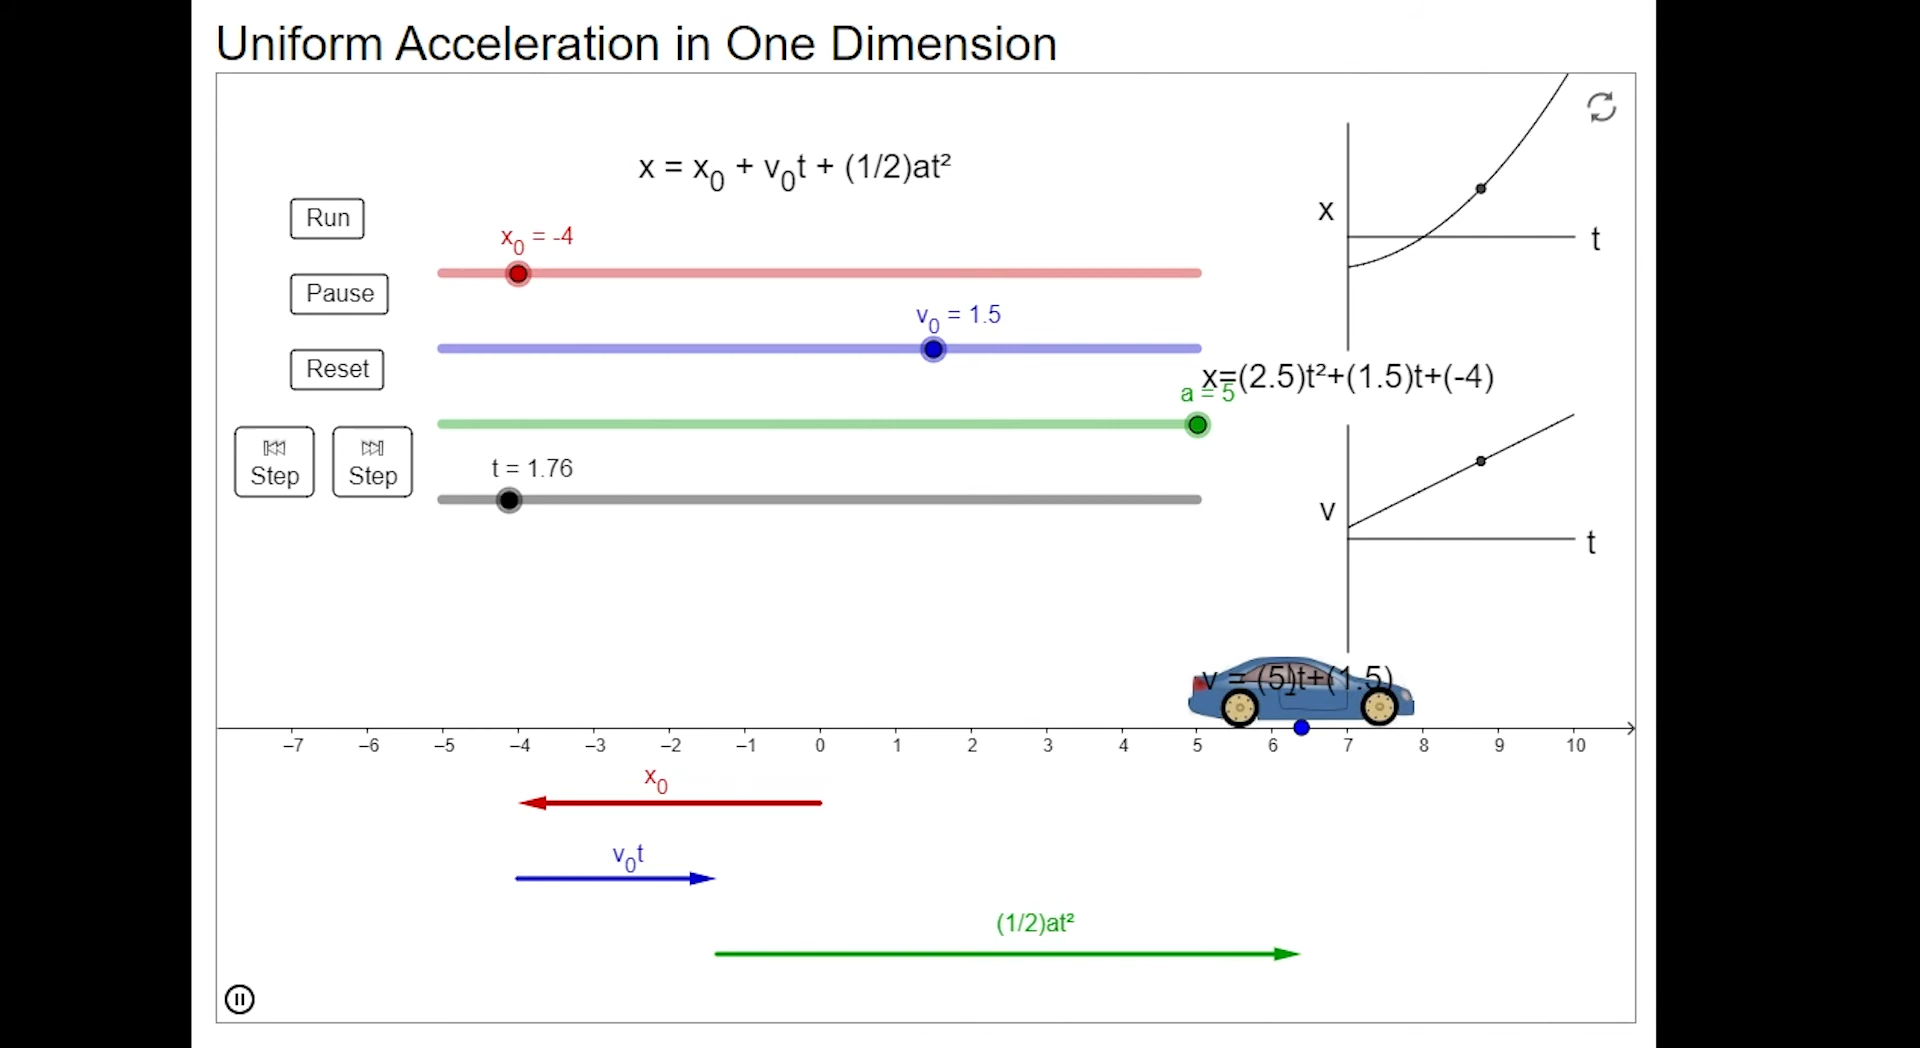 Uniform Acceleration in One Dimension
x = x₀ + v₀t + (1/2)at²
Run
x₀ = -4
x
t
Pause
v₀ = 1.5
Reset
x=(2.5)t²+(1.5)t+(-4)
a = 5
Step
Step
t = 1.76
v
t
v = (5)t+(1.5)
–7 –6 –5 –4 –3 –2 –1 0 1 2 3 4 5 6 7 8 9 10
x₀
v₀t
(1/2)at²